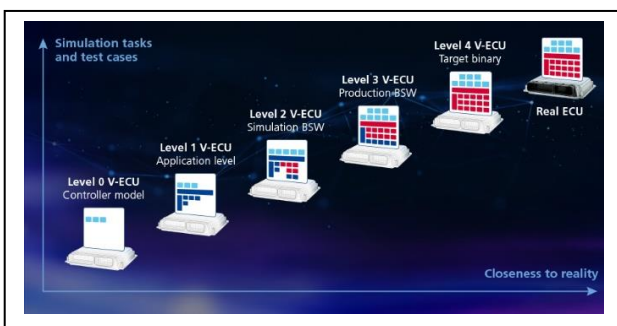 Simulation tasks
and test cases
Level 4 V-ECU
Target binary
Level 3 V-ECU
Production BSW
Real ECU
Level 2 V-ECU
Simulation BSW
Level 1 V-ECU
Application level
Level 0 V-ECU
Controller model
Closeness to reality